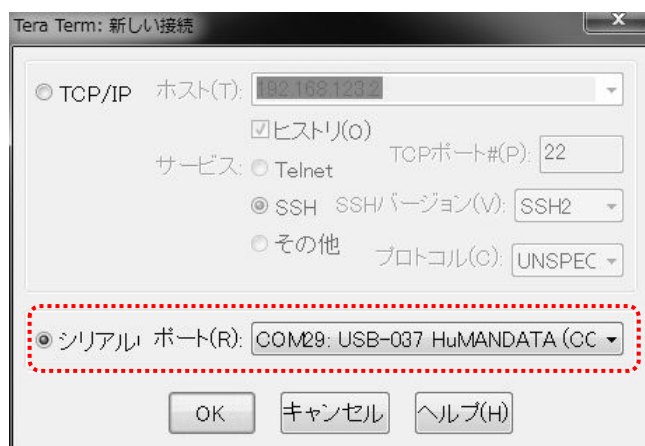 Tera Term: 新しい接続
TCP/IP ホスト(T): 192.168.123.2
ヒストリ(O)
サービス: Telnet TCPポート#(P): 22
SSH SSHバージョン(V): SSH2
その他 プロトコル(C): UNSPEC
シリアル ポート(R): COM29: USB-037 HuMANDATA (CC
OK キャンセル ヘルプ(H)